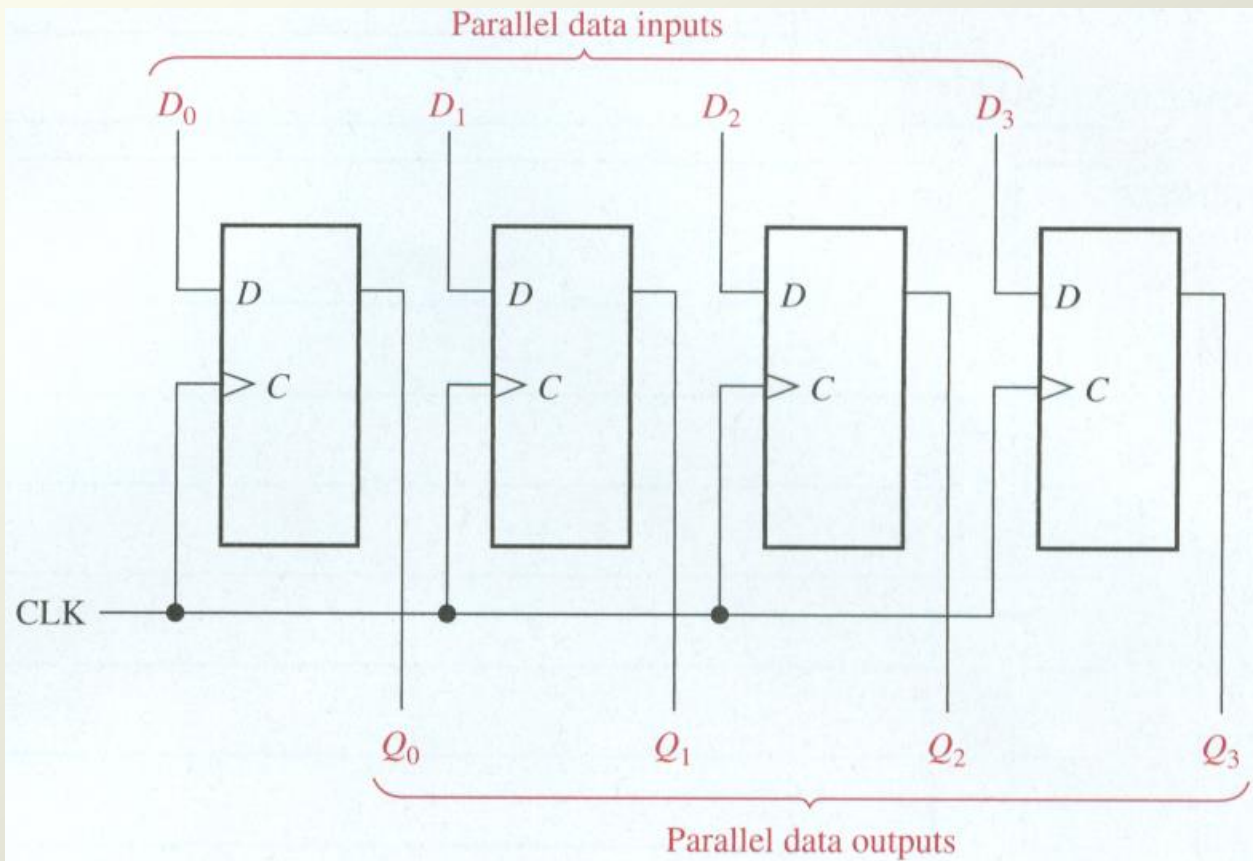 Parallel data inputs
D₀ D₁ D₂ D₃
D D D D
C C C C
CLK
Q₀ Q₁ Q₂ Q₃
Parallel data outputs